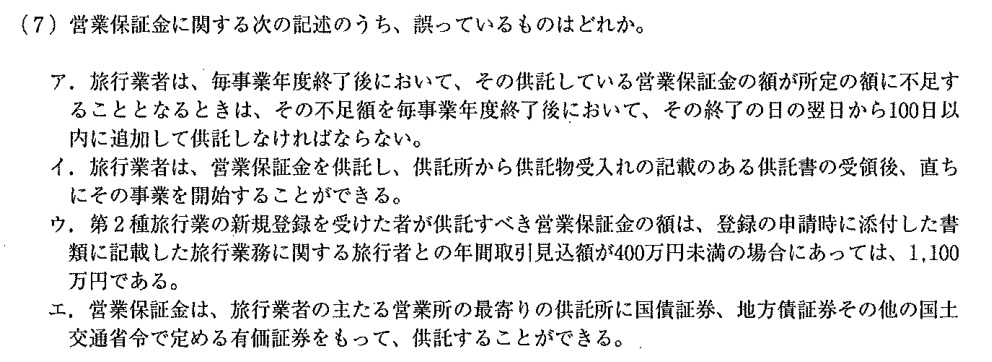 (7) 営業保証金に関する次の記述のうち、誤っているものはどれか。
ア．旅行業者は、毎事業年度終了後において、その供託している営業保証金の額が所定の額に不足す
ることとなるときは、その不足額を毎事業年度終了後において、その終了の日の翌日から100日以
内に追加して供託しなければならない。
イ．旅行業者は、営業保証金を供託し、供託所から供託物受入れの記載のある供託書の受領後、直ち
にその事業を開始することができる。
ウ．第２種旅行業の新規登録を受けた者が供託すべき営業保証金の額は、登録の申請時に添付した書
類に記載した旅行業務に関する旅行者との年間取引見込額が400万円未満の場合にあっては、1,100
万円である。
エ．営業保証金は、旅行業者の主たる営業所の最寄りの供託所に国債証券、地方債証券その他の国土
交通省令で定める有価証券をもって、供託することができる。